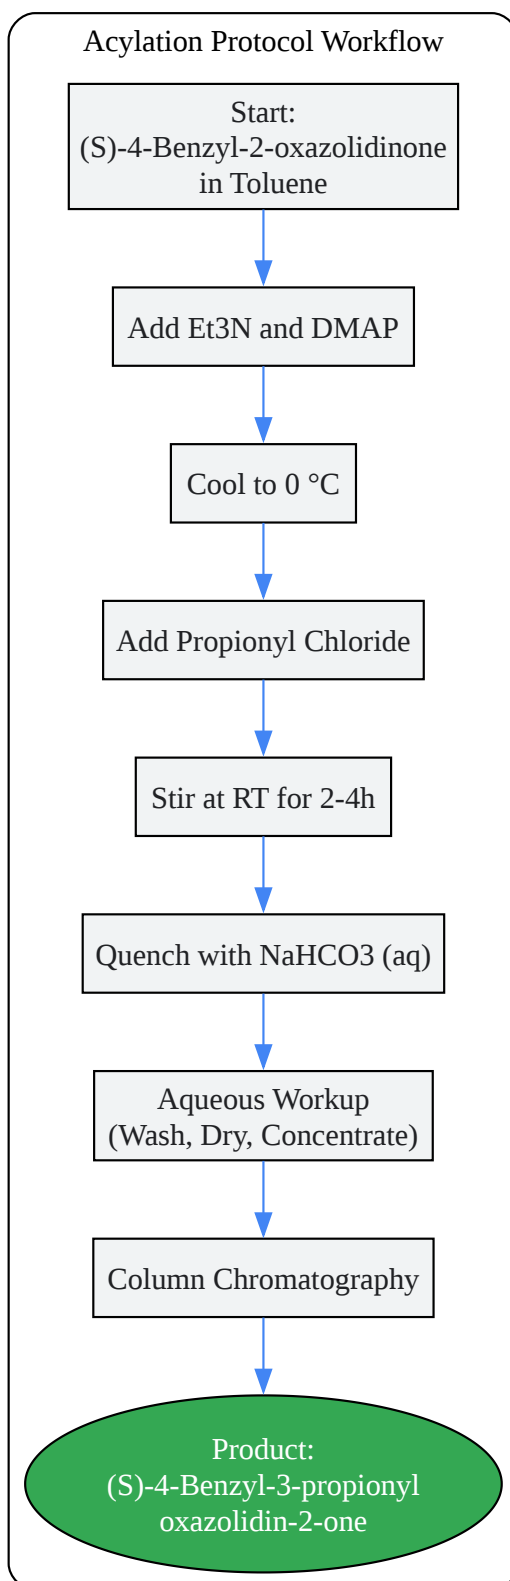 Acylation Protocol Workflow
Start:
(S)-4-Benzyl-2-oxazolidinone
in Toluene
Add Et3N and DMAP
Cool to 0 °C
Add Propionyl Chloride
Stir at RT for 2-4h
Quench with NaHCO3 (aq)
Aqueous Workup
(Wash, Dry, Concentrate)
Column Chromatography
Product:
(S)-4-Benzyl-3-propionyl
oxazolidin-2-one